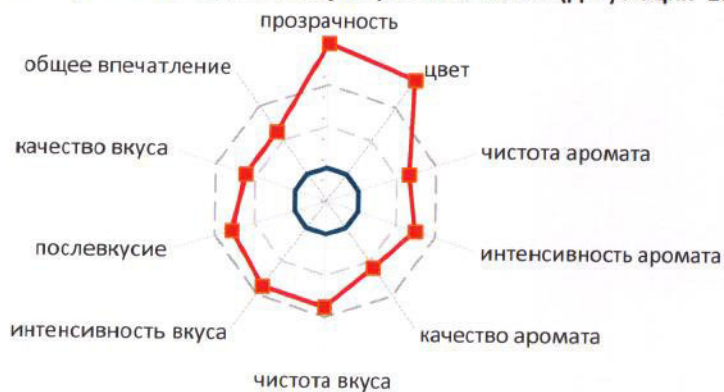 прозрачность
общее впечатление
цвет
качество вкуса
чистота аромата
послевкусие
интенсивность аромата
интенсивность вкуса
качество аромата
чистота вкуса